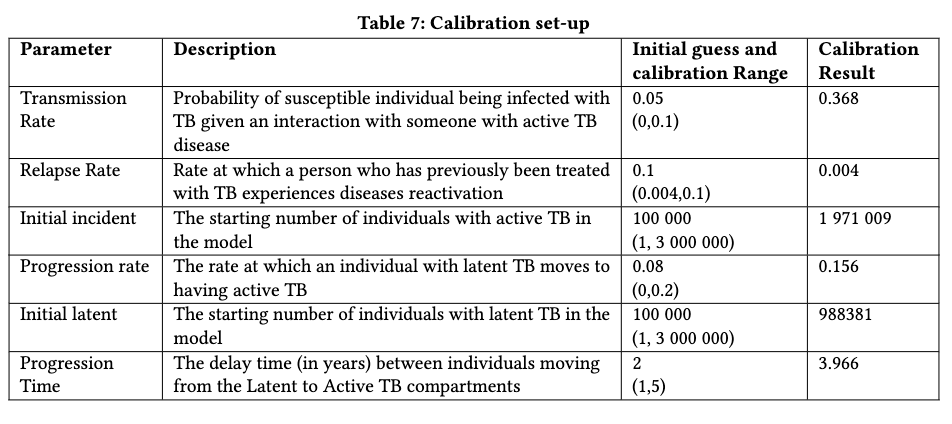 Table 7: Calibration set-up
Parameter Description Initial guess and Calibration
calibration Range Result
Transmission Probability of susceptible individual being infected with 0.05 0.368
Rate TB given an interaction with someone with active TB (0,0.1)
disease
Relapse Rate Rate at which a person who has previously been treated 0.1 0.004
with TB experiences diseases reactivation (0.004,0.1)
Initial incident The starting number of individuals with active TB in 100 000 1 971 009
the model (1, 3 000 000)
Progression rate The rate at which an individual with latent TB moves to 0.08 0.156
having active TB (0,0.2)
Initial latent The starting number of individuals with latent TB in the 100 000 988381
model (1, 3 000 000)
Progression The delay time (in years) between individuals moving 2 3.966
Time from the Latent to Active TB compartments (1,5)